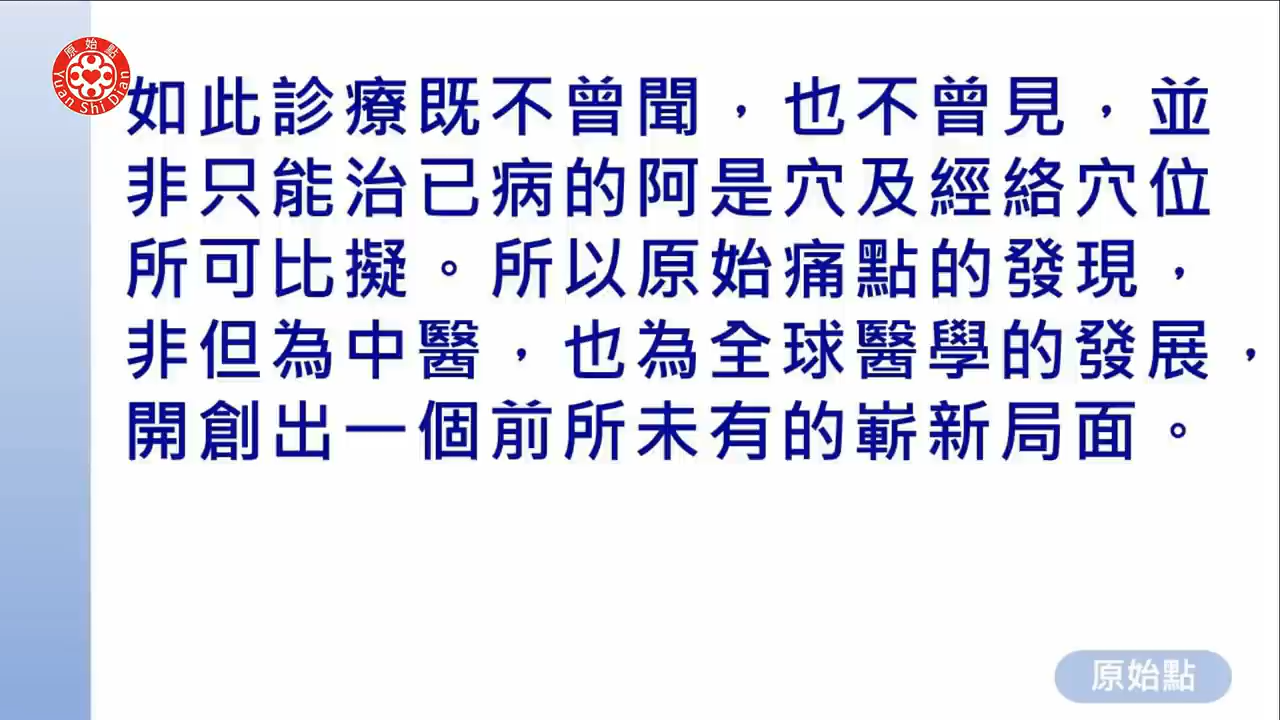 原始點
Yuan Shi Dian
如此診療既不曾聞，也不曾見，並
非只能治已病的阿是穴及經絡穴位
所可比擬。所以原始痛點的發現，
非但為中醫，也為全球醫學的發展，
開創出一個前所未有的嶄新局面。
原始點